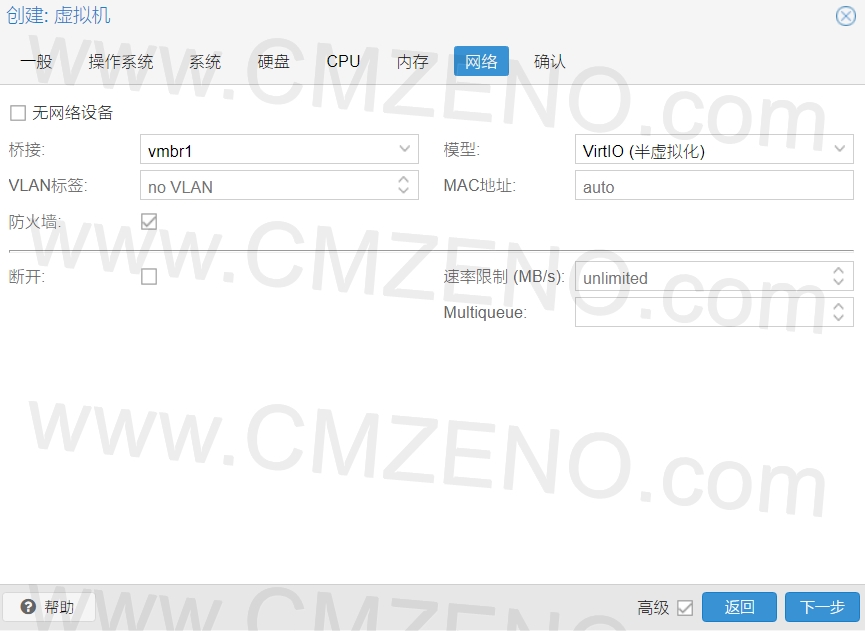 创建: 虚拟机
一般 操作系统 系统 硬盘 CPU 内存 网络 确认
无网络设备
桥接: vmbr1 模型: VirtIO (半虚拟化)
VLAN标签: no VLAN MAC地址: auto
防火墙:
断开: 速率限制 (MB/s): unlimited
Multiqueue:
帮助 高级 返回 下一步
www.CMZENO.com
www.CMZENO.com
www.CMZENO.com
www.CMZENO.com